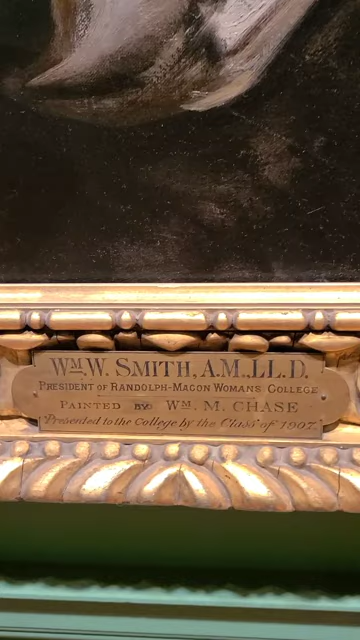 Wm. W. Smith, A.M., LL.D.
President of Randolph-Macon Womans College
Painted by Wm. M. Chase
Presented to the College by the Class of 1907.